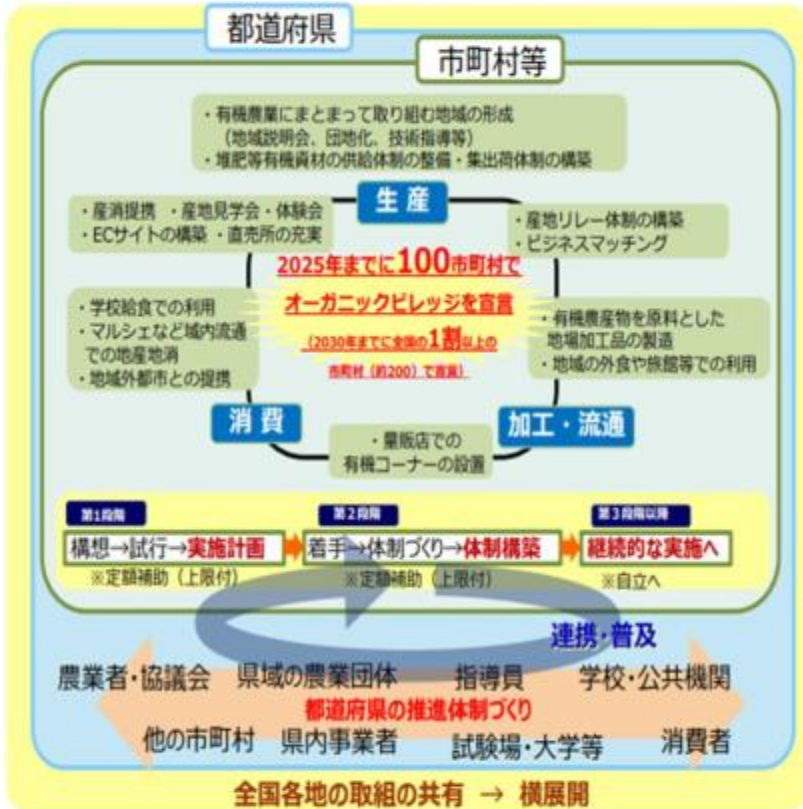 都道府県
市町村等
・有機農業にまとまって取り組む地域の形成
（地域説明会、団地化、技術指導等）
・堆肥等有機資材の供給体制の整備・集出荷体制の構築
生産
・産消提携 ・産地見学会・体験会
・ECサイトの構築 ・直売所の充実
・産地リレー体制の構築
・ビジネスマッチング
2025年までに100市町村で
オーガニックビレッジを宣言
（2030年までに全国の1割以上の
市町村（約200）で宣言）
・学校給食での利用
・マルシェなど域内流通
での地産地消
・地域外都市との提携
・有機農産物を原料とした
地場加工品の製造
・地域の外食や旅館等での利用
消費
加工・流通
・量販店での
有機コーナーの設置
第1段階
構想→試行→実施計画
※定額補助（上限付）
第2段階
着手→体制づくり→体制構築
※定額補助（上限付）
第3段階以降
継続的な実施へ
※自立へ
連携・普及
農業者・協議会 県域の農業団体 指導員 学校・公共機関
都道府県の推進体制づくり
他の市町村 県内事業者 試験場・大学等 消費者
全国各地の取組の共有 → 横展開